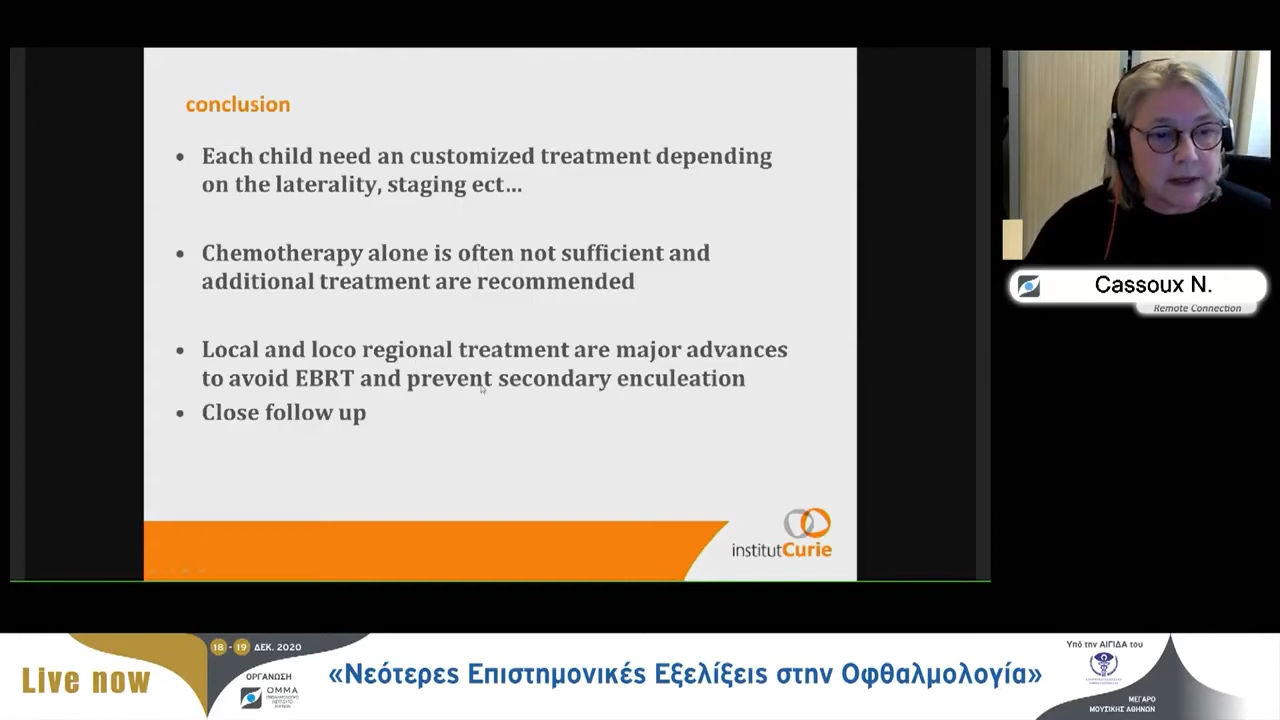 conclusion
• Each child need an customized treatment depending
on the laterality, staging ect...
• Chemotherapy alone is often not sufficient and
additional treatment are recommended
• Local and loco regional treatment are major advances
to avoid EBRT and prevent secondary enculeation
• Close follow up
institutCurie
Cassoux N.
Remote Connection
Live now
18 - 19 ΔΕΚ. 2020
ΟΡΓΑΝΩΣΗ
ΟΜΜΑ
«Νεότερες Επιστημονικές Εξελίξεις στην Οφθαλμολογία»
Υπό την ΑΙΓΙΔΑ του
ΜΕΓΑΡΟ
ΜΟΥΣΙΚΗΣ ΑΘΗΝΩΝ